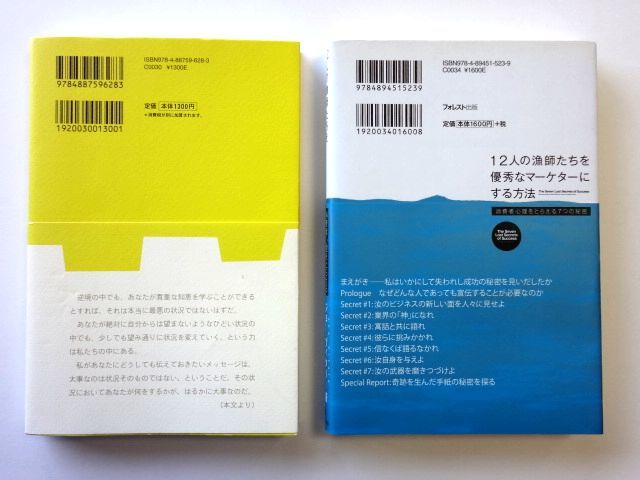 ISBN978-4-88759-628-3
C0030 ¥1300E
9784887596283
定価 本体1300円
*消費税が別に加算されます。
1920030013001
逆境の中でも、あなたが貴重な知恵を学ぶことができる
とすれば、それは本当に最悪の状況ではないはずだ。
あなたが絶対に自分からは望まないようなひどい状況の
中でも、少しでも望み通りに状況を変えていく、という力
は私たちの中にある。
私があなたにどうしても伝えておきたいメッセージは、
大事なのは状況そのものではない、ということだ。その状
況においてあなたが何をするかが、はるかに大事なのだ。
(本文より)
ISBN978-4-89451-523-9
C0034 ¥1600E
9784894515239
フォレスト出版
定価 本体1600円 +税
1920034016008
12人の漁師たちを
優秀なマーケターに
する方法 The Seven Lost Secrets of Success
消費者心理をとらえる7つの秘密
The Seven
Lost Secrets
of Success
まえがき――私はいかにして失われし成功の秘密を見いだしたか
Prologue なぜどんな人であっても宣伝することが必要なのか
Secret #1:汝のビジネスの新しい面を人々に見せよ
Secret #2:業界の「神」になれ
Secret #3:寓話と共に語れ
Secret #4:彼らに挑みかかれ
Secret #5:信なくば語るなかれ
Secret #6:汝自身を与えよ
Secret #7:汝の武器を磨きつづけよ
Special Report:奇跡を生んだ手紙の秘密を探る